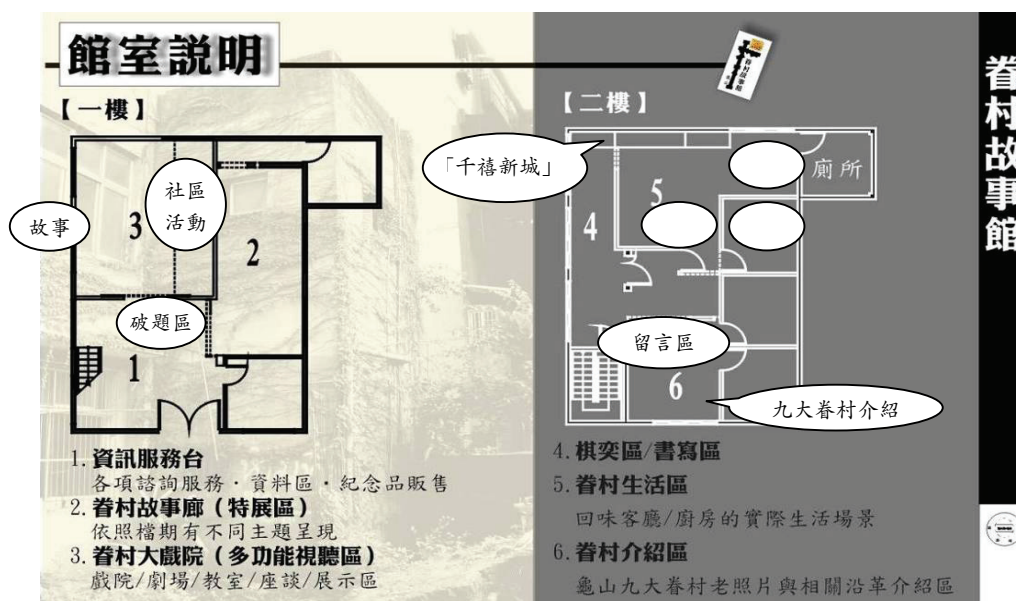 館室説明
眷村故事館
【一樓】
故事
3
社區
活動
2
破題區
1
1.資訊服務台
各項諮詢服務‧資料區‧紀念品販售
2.眷村故事廊（特展區）
依照檔期有不同主題呈現
3.眷村大戲院（多功能視聽區）
戲院/劇場/教室/座談/展示區
【二樓】
「千禧新城」
廁所
5
4
留言區
6
九大眷村介紹
4.棋奕區/書寫區
5.眷村生活區
回味客廳/廚房的實際生活場景
6.眷村介紹區
龜山九大眷村老照片與相關沿革介紹區
眷村故事館